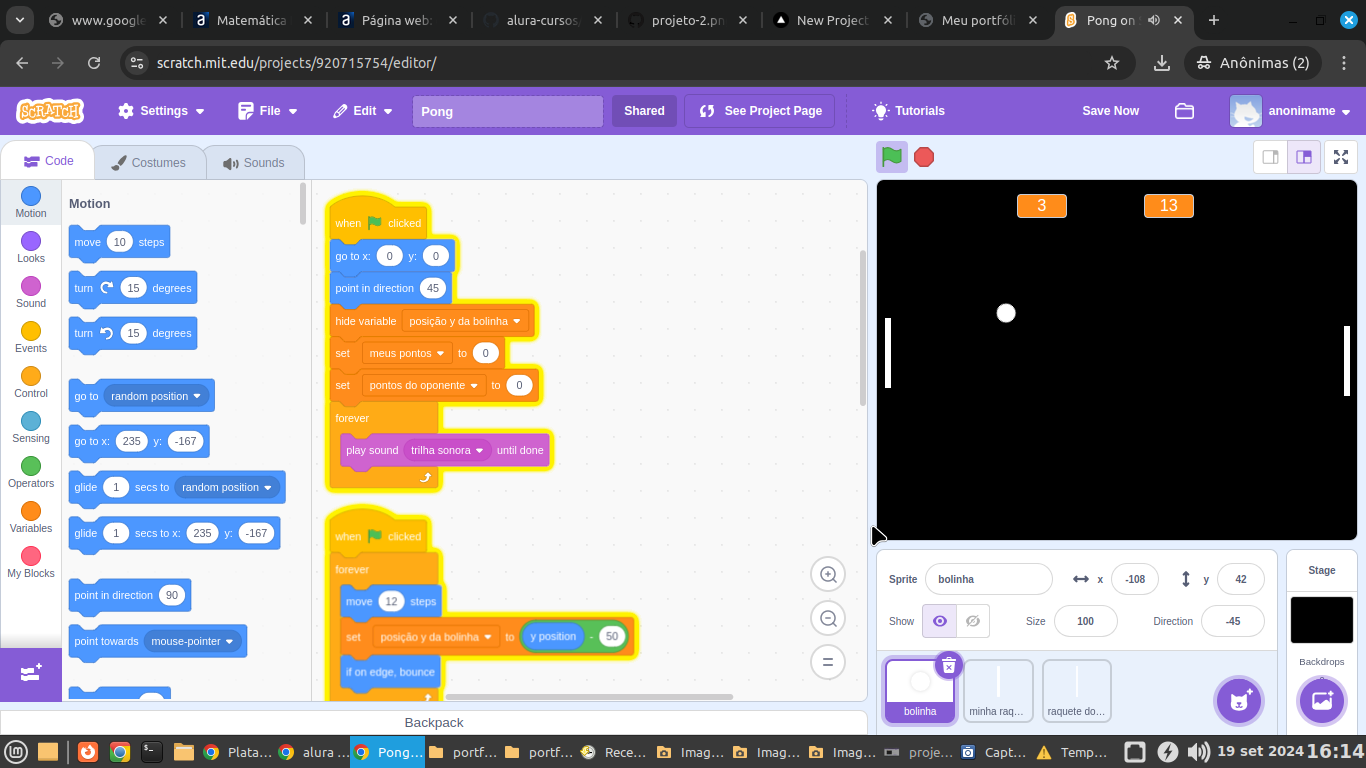 www.google
Matemática
Página web:
alura-cursos/
projeto-2.pn
New Project
Meu portfól
Pong on
scratch.mit.edu/projects/920715754/editor/
Anônimas (2)
SCRATCH
Settings
File
Edit
Pong
Shared
See Project Page
Tutorials
Save Now
anonimame
Code
Costumes
Sounds
Motion
Looks
Sound
Events
Control
Sensing
Operators
Variables
My Blocks
Motion
move 10 steps
turn 15 degrees
turn 15 degrees
go to random position
go to x: 235 y: -167
glide 1 secs to random position
glide 1 secs to x: 235 y: -167
point in direction 90
point towards mouse-pointer
when clicked
go to x: 0 y: 0
point in direction 45
hide variable posição y da bolinha
set meus pontos to 0
set pontos do oponente to 0
forever
play sound trilha sonora until done
when clicked
forever
move 12 steps
set posição y da bolinha to y position - 50
if on edge, bounce
3
13
Sprite bolinha x -108 y 42
Show Size 100 Direction -45
bolinha
minha raq...
raquete do...
Stage
Backdrops
Backpack
Plata...
alura ...
Pong...
portf...
portf...
Rece...
Imag...
Imag...
Imag...
proje...
Capt...
Temp...
19 set 2024 16:14